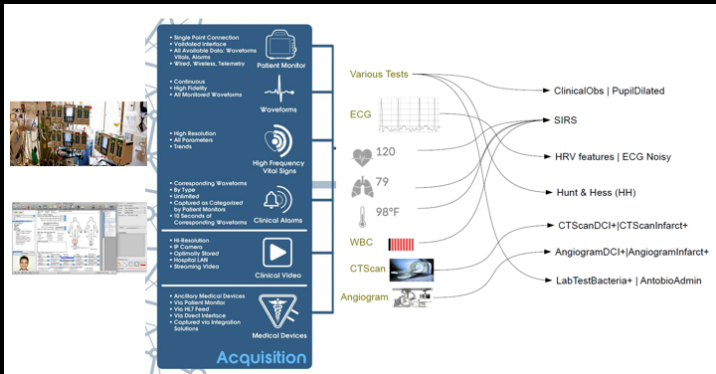 • Single Point Connection
• Validated Interface
• All Available Data: Waveforms
Vitals, Alarms
• Wired, Wireless, Telemetry
Patient Monitor
• Continuous
• High Fidelity
• All Monitored Waveforms
Waveforms
• High Resolution
• All Parameters
• Trends
High Frequency
Vital Signs
• Corresponding Waveforms
• By Type
• Unlimited
• Captured as Categorized
by Patient Monitors
• 10 Seconds of
Corresponding Waveforms
Clinical Alarms
• Hi-Resolution
• IP Camera
• Optimally Stored
• Hospital LAN
• Streaming Video
Clinical Video
• Ancillary Medical Devices
• Via Patient Monitor
• Via HL7 Feed
• Via Direct Interface
• Captured via Integration
Solutions
Medical Devices
Acquisition
Various Tests
ECG
120
79
98°F
WBC
CTScan
Angiogram
ClinicalObs | PupilDilated
SIRS
HRV features | ECG Noisy
Hunt & Hess (HH)
CTScanDCI+|CTScanInfarct+
AngiogramDCI+|AngiogramInfarct+
LabTestBacteria+ | AntobioAdmin